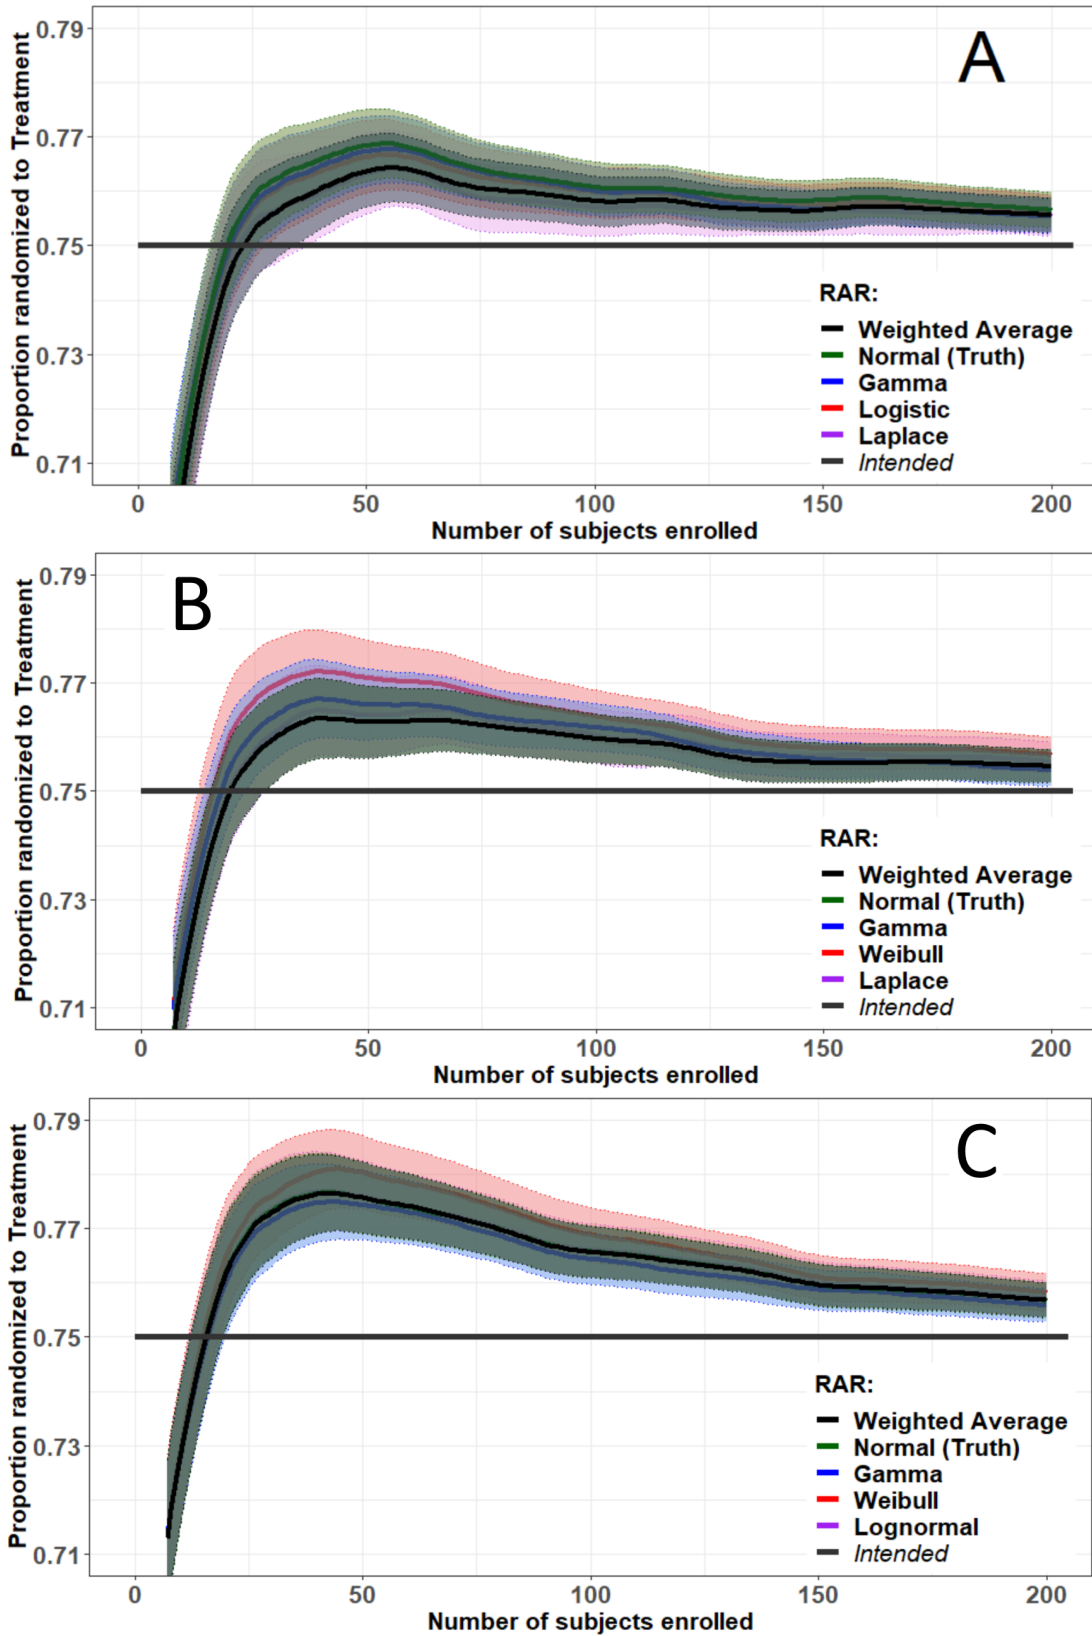 A
Proportion randomized to Treatment
0.79
0.77
0.75
0.73
0.71
RAR:
Weighted Average
Normal (Truth)
Gamma
Logistic
Laplace
Intended
0 50 100 150 200
Number of subjects enrolled
B
Proportion randomized to Treatment
0.79
0.77
0.75
0.73
0.71
RAR:
Weighted Average
Normal (Truth)
Gamma
Weibull
Laplace
Intended
0 50 100 150 200
Number of subjects enrolled
C
Proportion randomized to Treatment
0.79
0.77
0.75
0.73
0.71
RAR:
Weighted Average
Normal (Truth)
Gamma
Weibull
Lognormal
Intended
0 50 100 150 200
Number of subjects enrolled